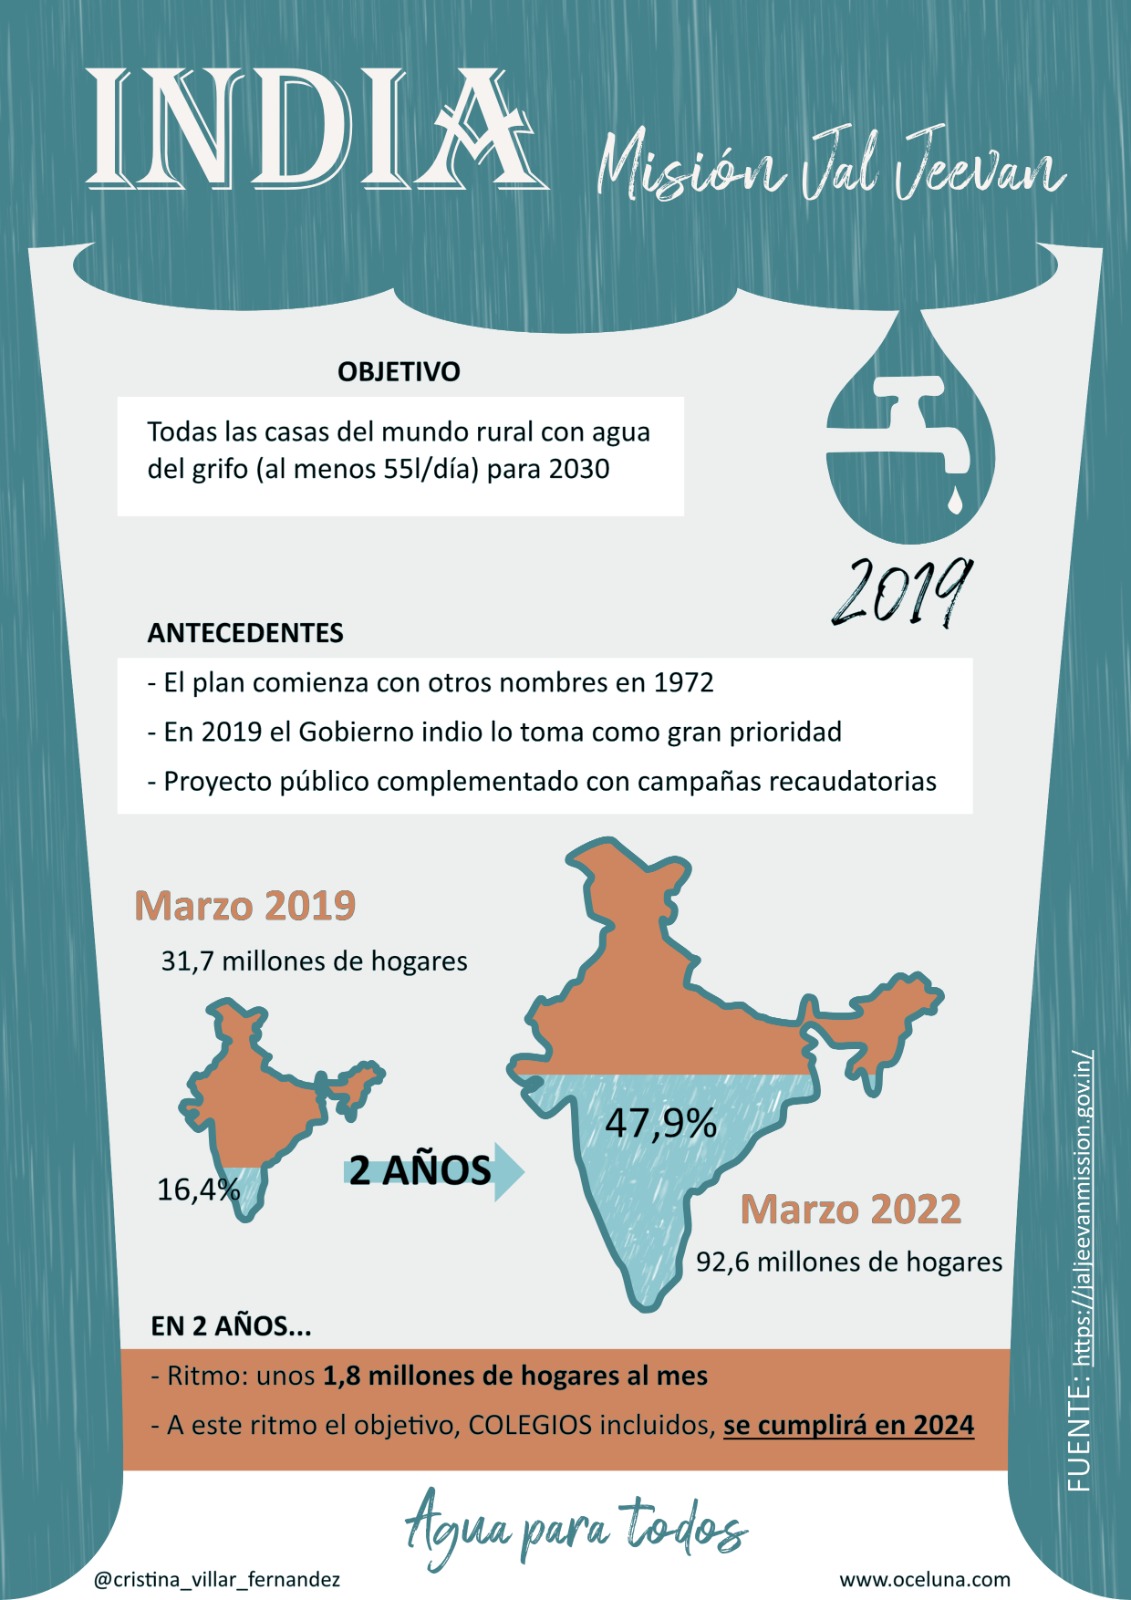 INDIA
Misión Jal Jeevan
OBJETIVO
Todas las casas del mundo rural con agua
del grifo (al menos 55l/día) para 2030
2019
ANTECEDENTES
- El plan comienza con otros nombres en 1972
- En 2019 el Gobierno indio lo toma como gran prioridad
- Proyecto público complementado con campañas recaudatorias
Marzo 2019
31,7 millones de hogares
16,4%
2 AÑOS
47,9%
Marzo 2022
92,6 millones de hogares
EN 2 AÑOS...
- Ritmo: unos 1,8 millones de hogares al mes
- A este ritmo el objetivo, COLEGIOS incluidos, se cumplirá en 2024
FUENTE: https://jaljeevanmission.gov.in/
Agua para todos
@cristina_villar_fernandez
www.oceluna.com